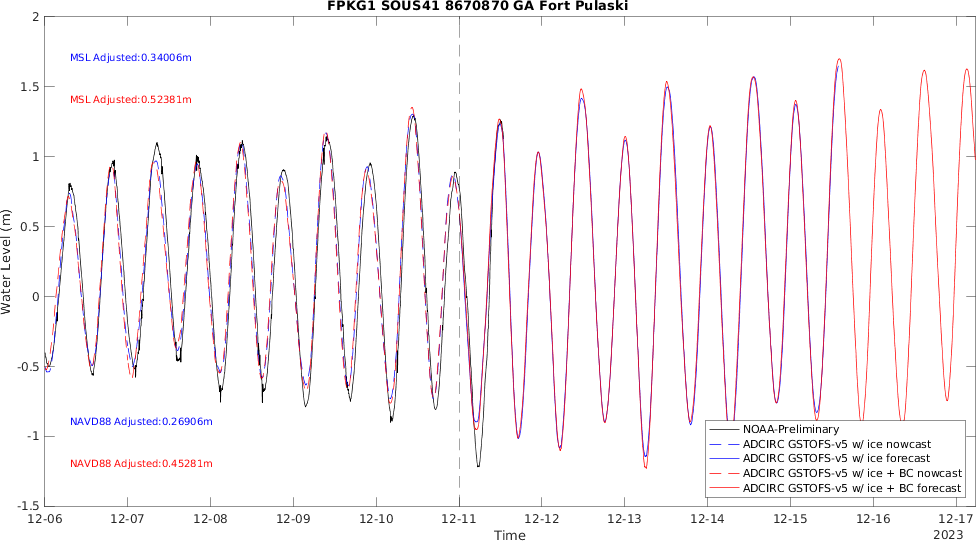 FPKG1 SOUS41 8670870 GA Fort Pulaski
2
MSL Adjusted:0.34006m
1.5
MSL Adjusted:0.52381m
1
0.5
Water Level (m)
0
-0.5
NAVD88 Adjusted:0.26906m
NOAA-Preliminary
-1
ADCIRC GSTOFS-v5 w/ ice nowcast
ADCIRC GSTOFS-v5 w/ ice forecast
NAVD88 Adjusted:0.45281m
ADCIRC GSTOFS-v5 w/ ice + BC nowcast
ADCIRC GSTOFS-v5 w/ ice + BC forecast
-1.5
12-06 12-07 12-08 12-09 12-10 12-11 12-12 12-13 12-14 12-15 12-16 12-17
Time
2023